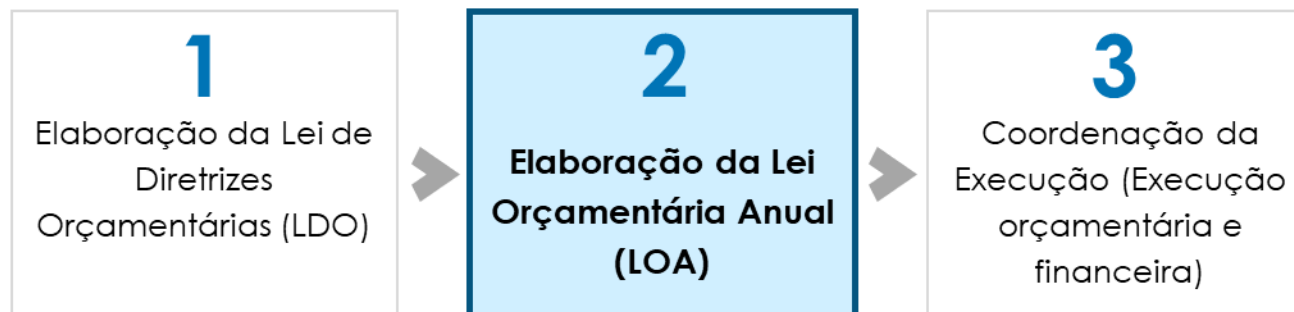 1
Elaboração da Lei de
Diretrizes
Orçamentárias (LDO)
2
Elaboração da Lei
Orçamentária Anual
(LOA)
3
Coordenação da
Execução (Execução
orçamentária e
financeira)